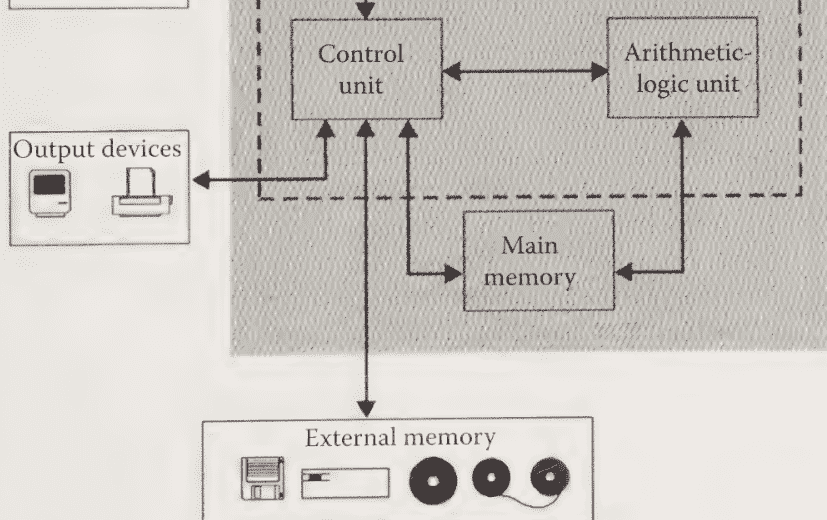 Control
unit
Arithmetic-
logic unit
Output devices
Main
memory
External memory